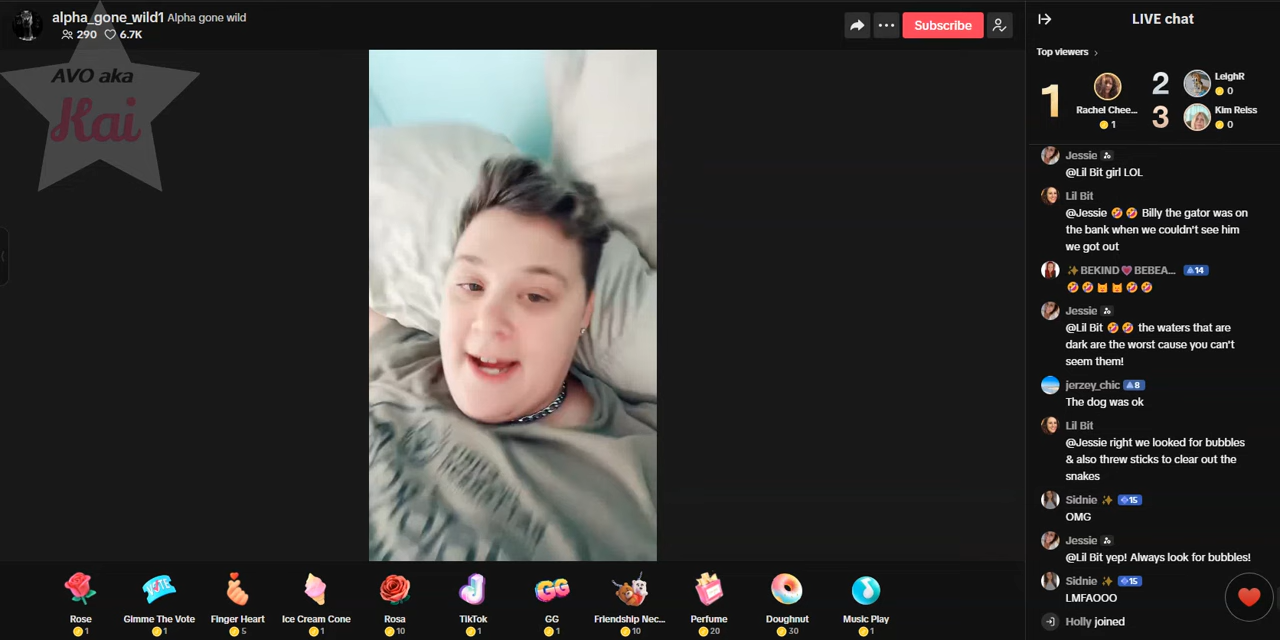 alpha_gone_wild1 Alpha gone wild
290 6.7K
AVO aka
Kai
Subscribe
LIVE chat
Top viewers
1
Rachel Chee...
1
2
LeighR
0
3
Kim Reiss
0
Jessie
@Lil Bit girl LOL
Lil Bit
@Jessie 🤣 🤣 Billy the gator was on
the bank when we couldn't see him
we got out
✨BEKIND💗BEBEA... 14
🤣 🤣 😸 😸 🤣 🤣
Jessie
@Lil Bit 🤣 🤣 the waters that are
dark are the worst cause you can't
seem them!
jerzey_chic 8
The dog was ok
Lil Bit
@Jessie right we looked for bubbles
& also threw sticks to clear out the
snakes
Sidnie ✨ 15
OMG
Jessie
@Lil Bit yep! Always look for bubbles!
Sidnie ✨ 15
LMFAOOO
Holly joined
Rose
1
VOTE
Gimme The Vote
1
Finger Heart
5
Ice Cream Cone
1
Rosa
10
TikTok
1
GG
GG
1
Friendship Nec...
10
Perfume
20
Doughnut
30
Music Play
1